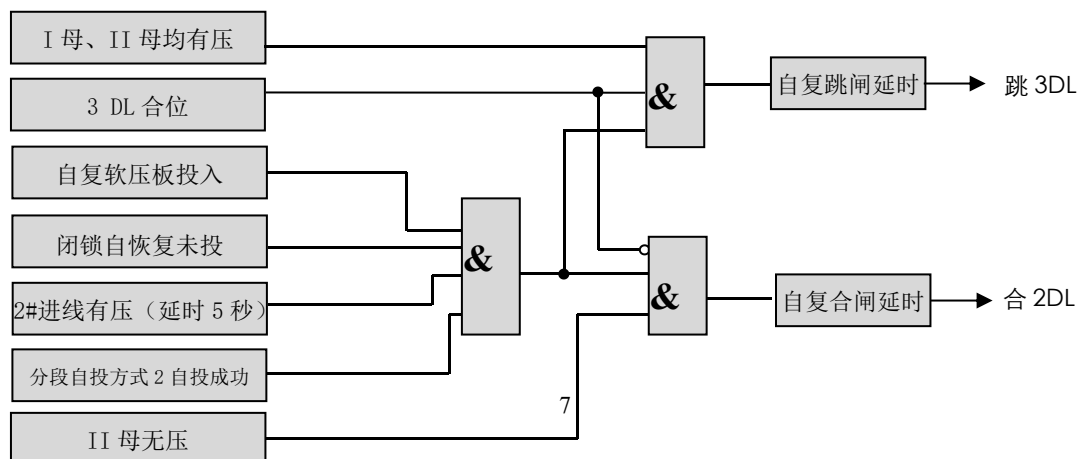 I 母、II 母均有压
3 DL 合位
自复软压板投入
闭锁自恢复未投
2#进线有压（延时 5 秒）
分段自投方式 2 自投成功
II 母无压
7
&
&
&
自复跳闸延时
跳 3DL
自复合闸延时
合 2DL